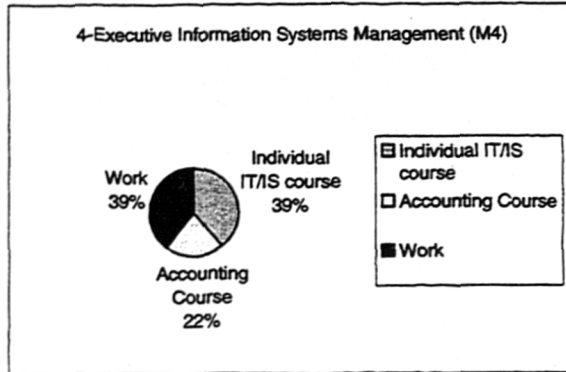 4-Executive Information Systems Management (M4)
Work
39%
Individual
IT/IS course
39%
Accounting
Course
22%
Individual IT/IS
course
Accounting Course
Work